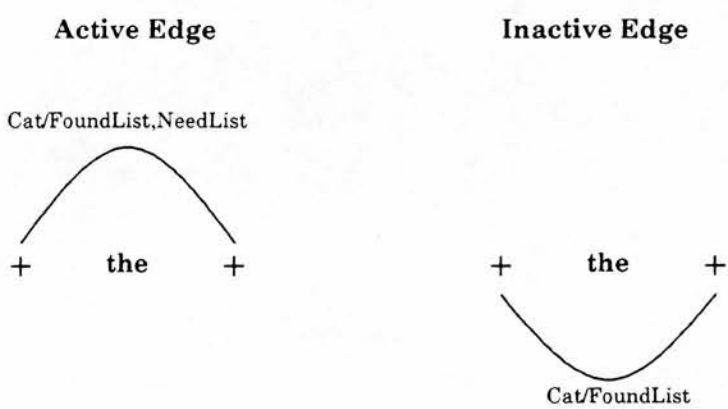 Active Edge
Inactive Edge
Cat/FoundList,NeedList
+ the +
+ the +
Cat/FoundList